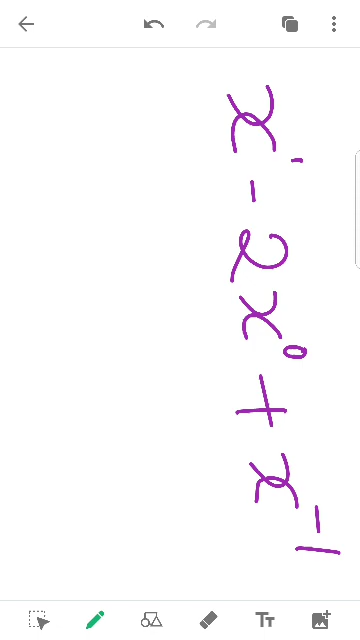 x¹ - 2x⁰ + x⁻¹